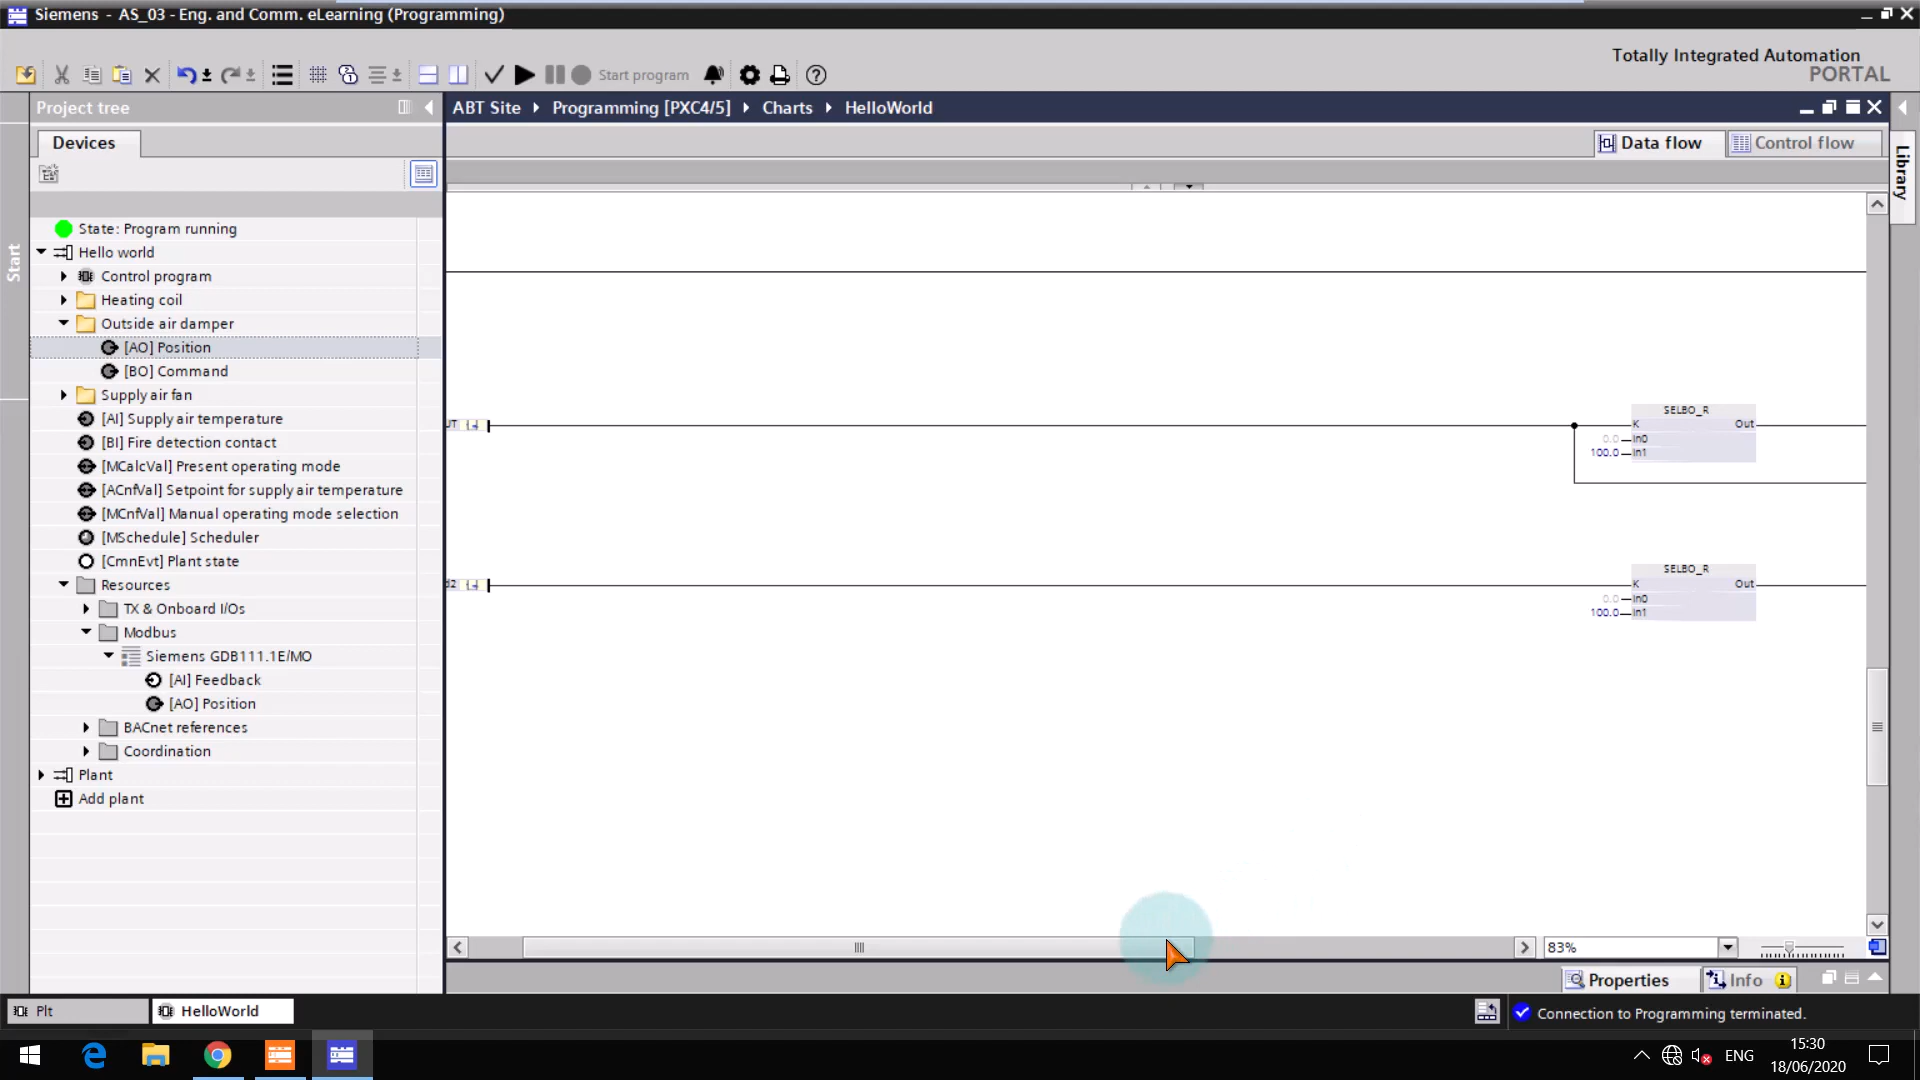 Siemens - AS_03 - Eng. and Comm. eLearning (Programming)
Totally Integrated Automation
PORTAL
Start program
Project tree
ABT Site
Programming [PXC4/5]
Charts
HelloWorld
Devices
Data flow
Control flow
Library
Start
State: Program running
Hello world
Control program
Heating coil
Outside air damper
[AO] Position
[BO] Command
Supply air fan
[AI] Supply air temperature
[BI] Fire detection contact
[MCalcVal] Present operating mode
[ACnfVal] Setpoint for supply air temperature
[MCnfVal] Manual operating mode selection
[MSchedule] Scheduler
[CmnEvt] Plant state
Resources
TX & Onboard I/Os
Modbus
Siemens GDB111.1E/MO
[AI] Feedback
[AO] Position
BACnet references
Coordination
Plant
Add plant
SELBO_R
K Out
0.0 In0
100.0 In1
SELBO_R
K Out
0.0 In0
100.0 In1
83%
Properties
Info
Plt
HelloWorld
Connection to Programming terminated.
ENG
15:30
18/06/2020